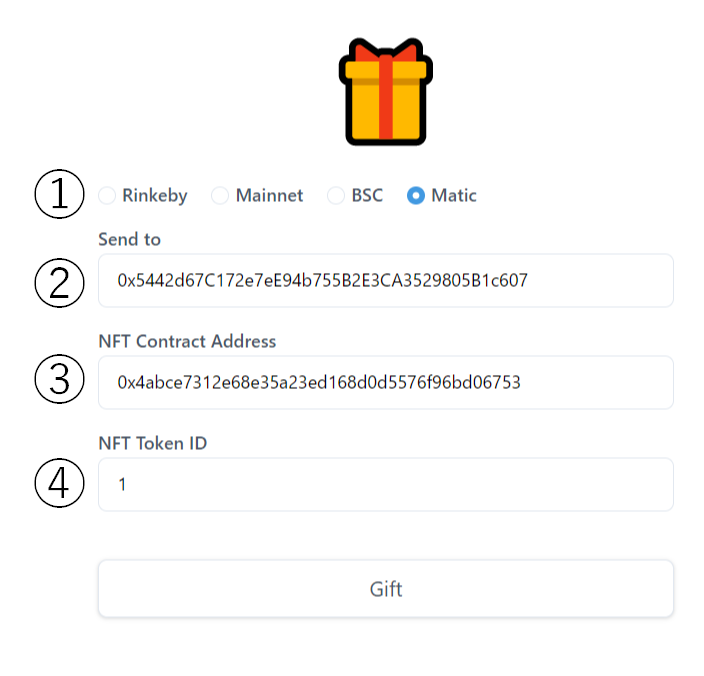 ① Rinkeby Mainnet BSC Matic
Send to
② 0x5442d67C172e7eE94b755B2E3CA3529805B1c607
NFT Contract Address
③ 0x4abce7312e68e35a23ed168d0d5576f96bd06753
NFT Token ID
④ 1
Gift